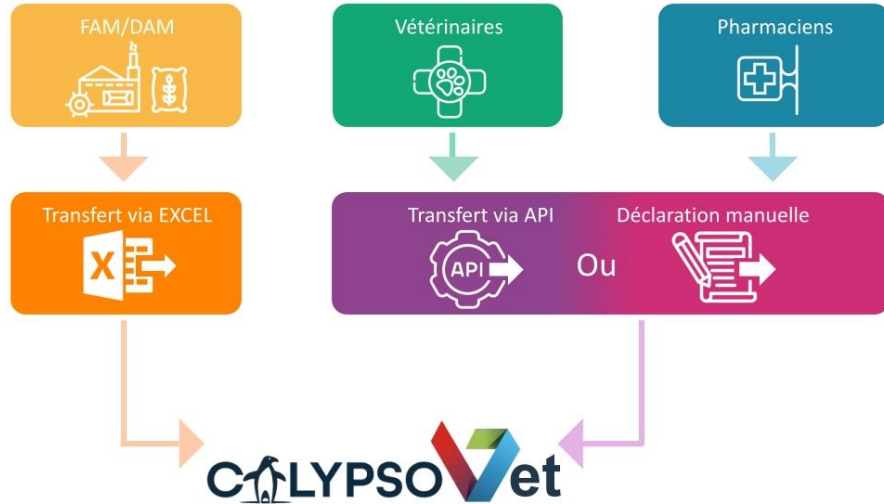 FAM/DAM
Vétérinaires
Pharmaciens
Transfert via EXCEL
X
Transfert via API
API
Ou
Déclaration manuelle
CALYPSOVet